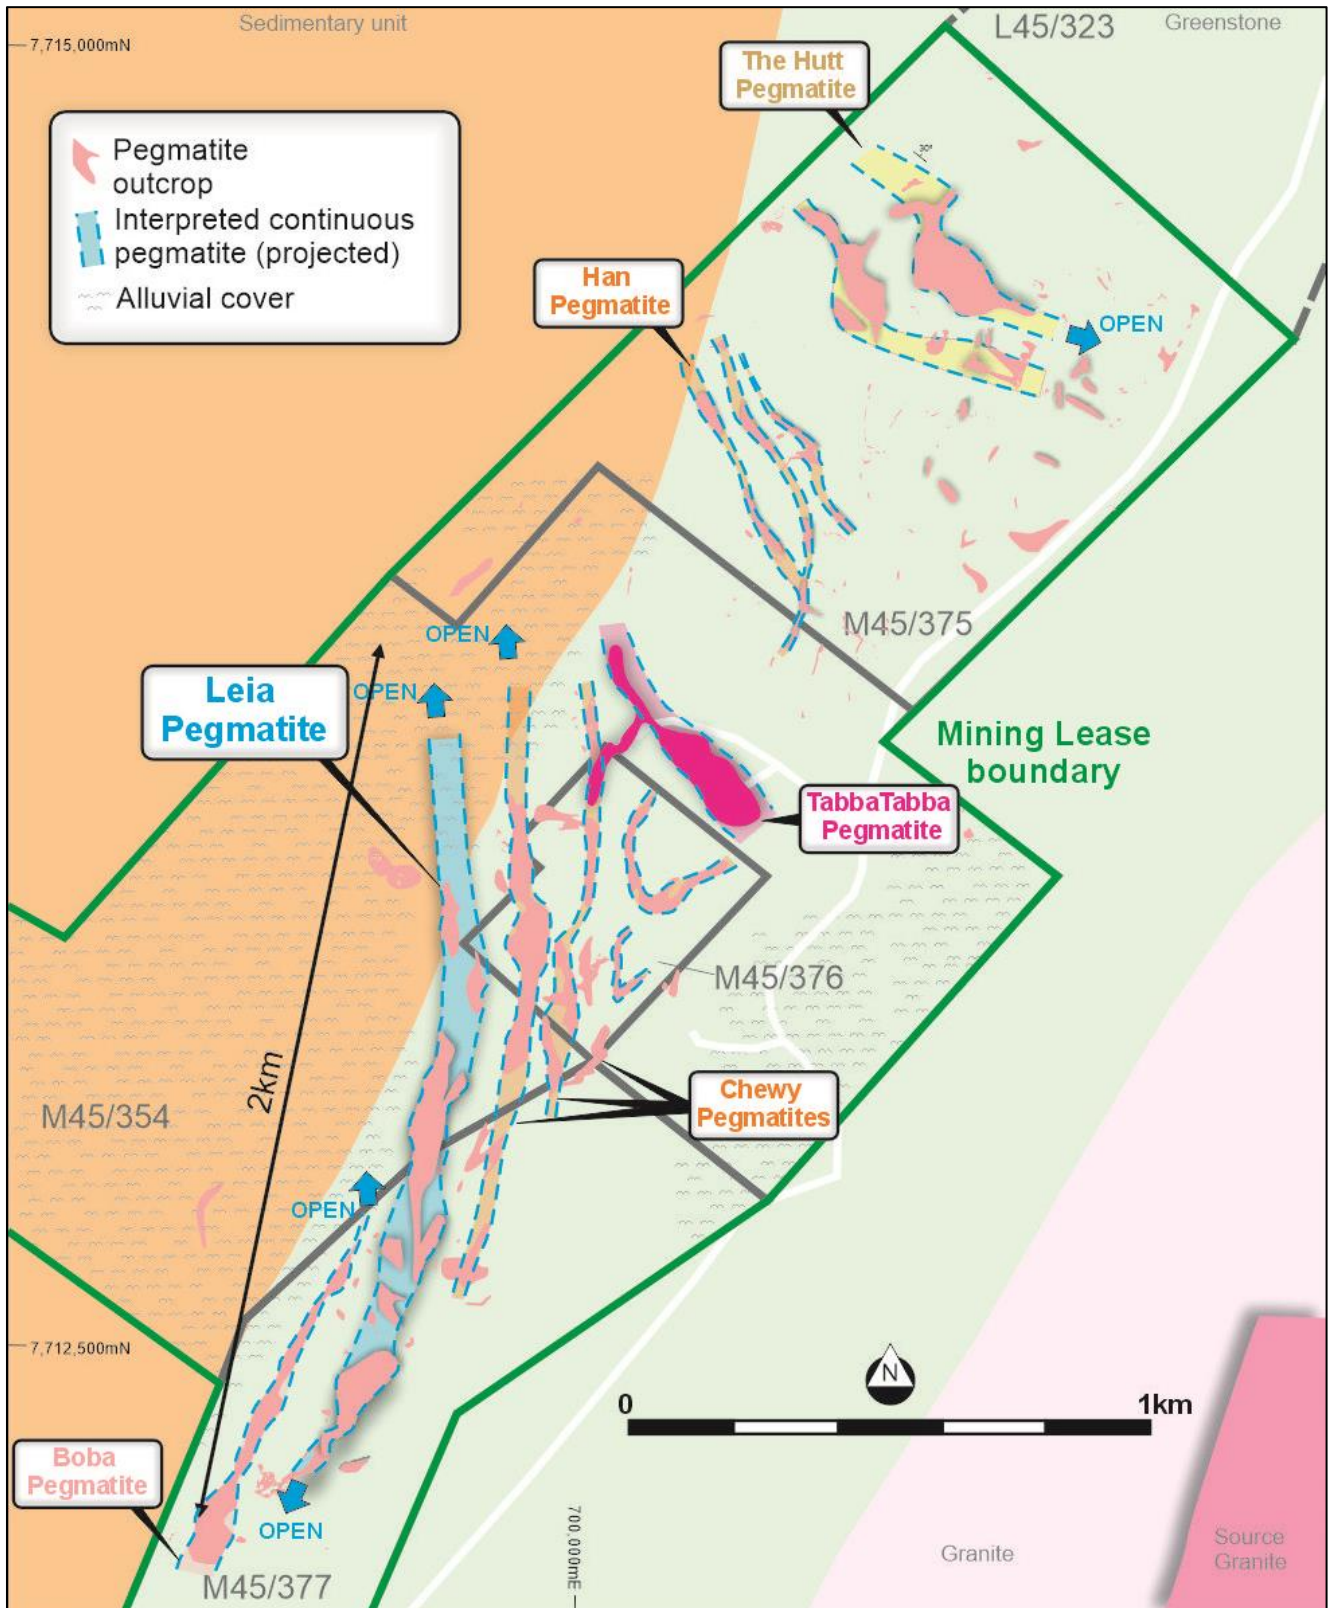 Sedimentary unit
L45/323
Greenstone
7,715,000mN
The Hutt
Pegmatite
30°
Pegmatite
outcrop
Interpreted continuous
pegmatite (projected)
Alluvial cover
Han
Pegmatite
OPEN
M45/375
OPEN
OPEN
Leia
Pegmatite
Mining Lease
boundary
TabbaTabba
Pegmatite
M45/376
2km
Chewy
Pegmatites
M45/354
OPEN
7,712,500mN
N
0
1km
Boba
Pegmatite
OPEN
700,000mE
Granite
Source
Granite
M45/377